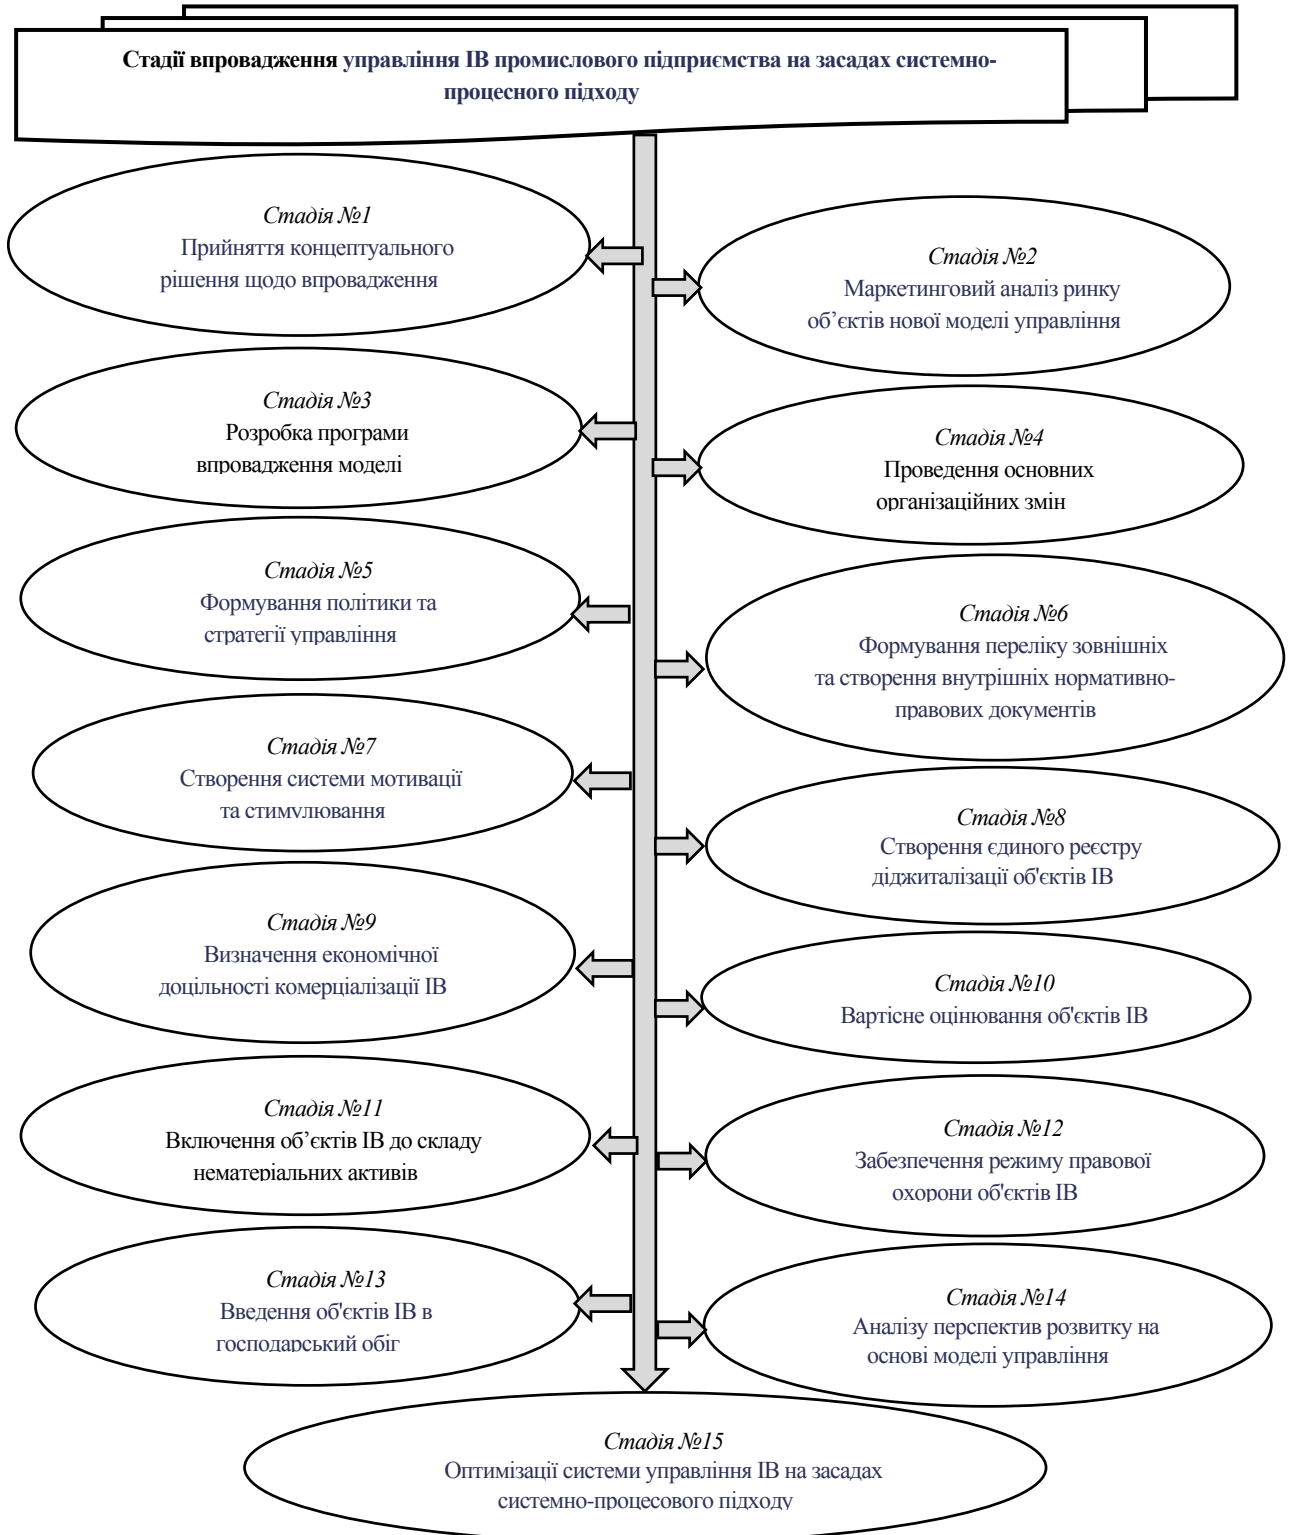 Стадії впровадження управління ІВ промислового підприємства на засадах системно-
процесного підходу
Стадія №1
Прийняття концептуального
рішення щодо впровадження
Стадія №2
Маркетинговий аналіз ринку
об’єктів нової моделі управління
Стадія №3
Розробка програми
впровадження моделі
Стадія №4
Проведення основних
організаційних змін
Стадія №5
Формування політики та
стратегії управління
Стадія №6
Формування переліку зовнішніх
та створення внутрішніх нормативно-
правових документів
Стадія №7
Створення системи мотивації
та стимулювання
Стадія №8
Створення єдиного реєстру
діджиталізації об'єктів ІВ
Стадія №9
Визначення економічної
доцільності комерціалізації ІВ
Стадія №10
Вартісне оцінювання об'єктів ІВ
Стадія №11
Включення об’єктів ІВ до складу
нематеріальних активів
Стадія №12
Забезпечення режиму правової
охорони об'єктів ІВ
Стадія №13
Введення об'єктів ІВ в
господарський обіг
Стадія №14
Аналізу перспектив розвитку на
основі моделі управління
Стадія №15
Оптимізації системи управління ІВ на засадах
системно-процесового підходу